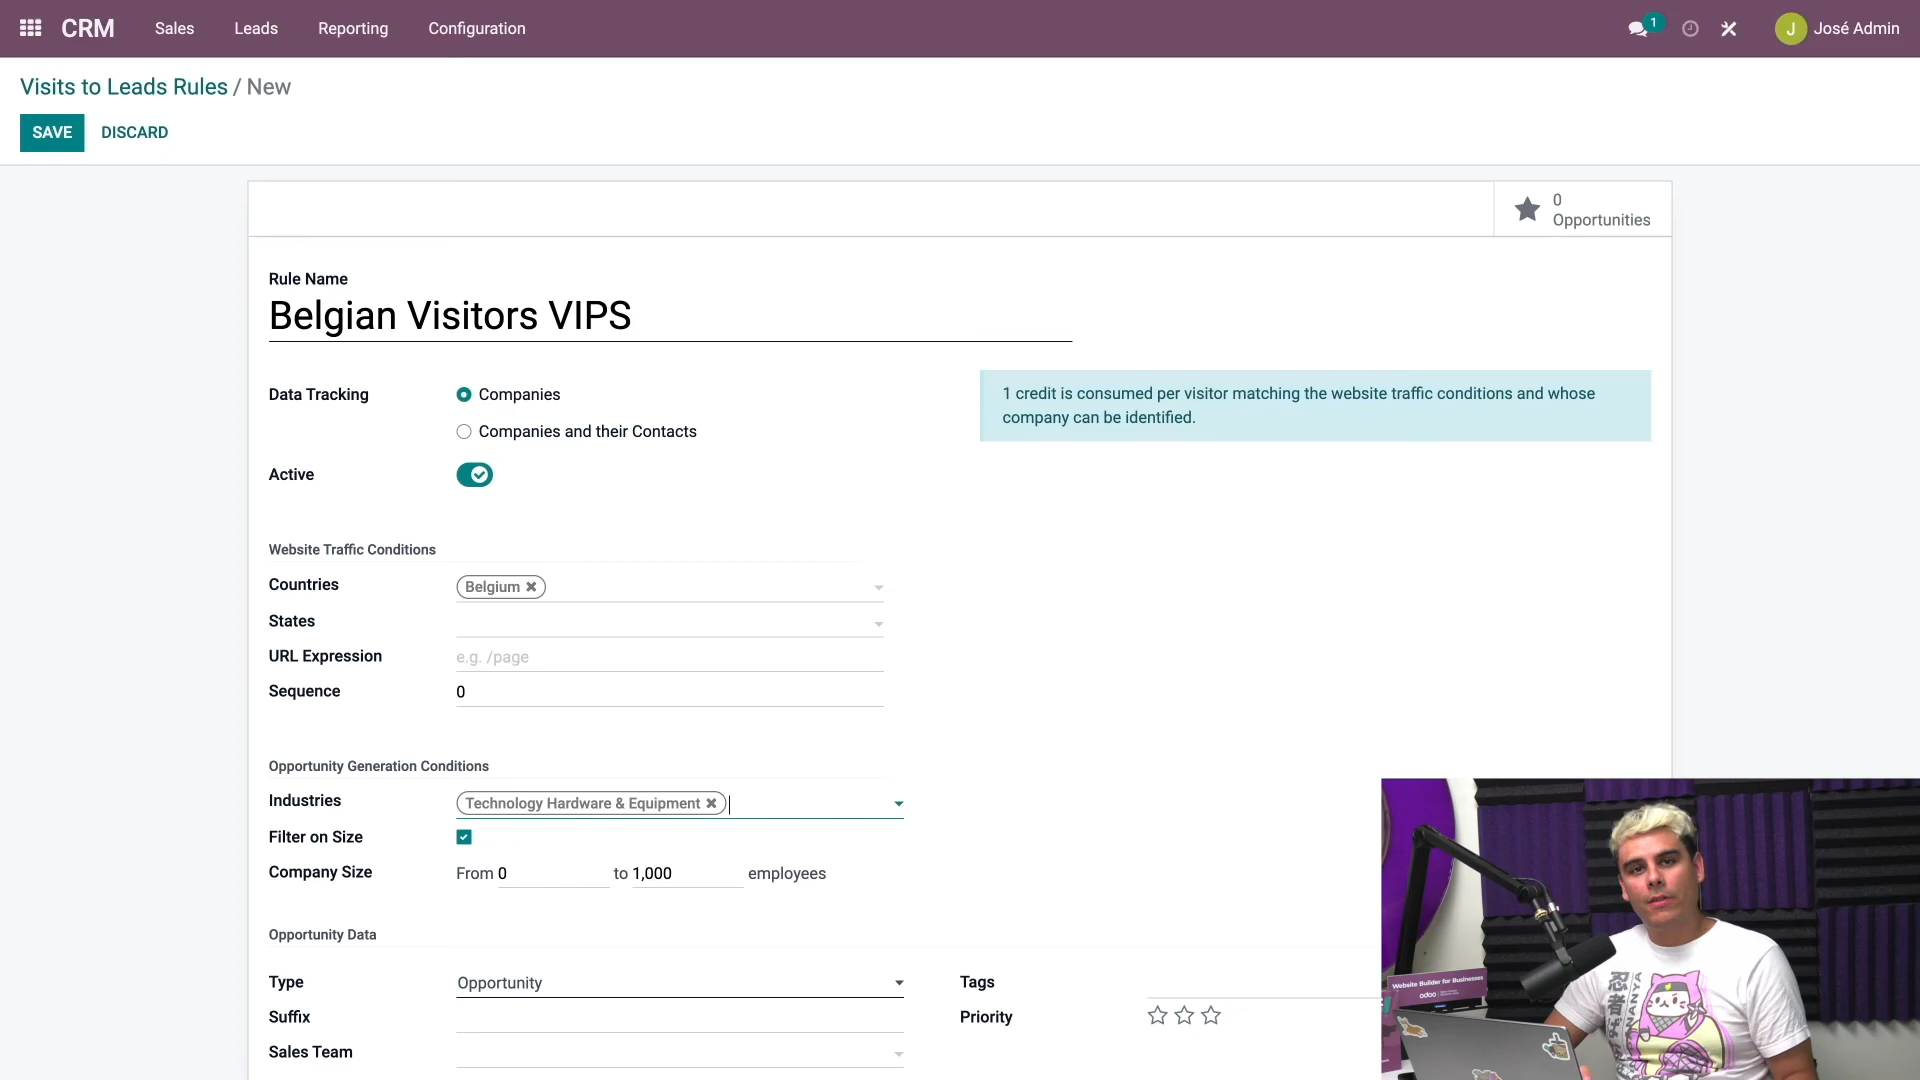 CRM Sales Leads Reporting Configuration 1 J José Admin
Visits to Leads Rules / New
SAVE DISCARD
0
Opportunities
Rule Name
Belgian Visitors VIPS
Data Tracking Companies
Companies and their Contacts
1 credit is consumed per visitor matching the website traffic conditions and whose
company can be identified.
Active
Website Traffic Conditions
Countries Belgium
States
URL Expression e.g. /page
Sequence 0
Opportunity Generation Conditions
Industries Technology Hardware & Equipment
Filter on Size
Company Size From 0 to 1,000 employees
Opportunity Data
Type Opportunity Tags
Suffix Priority
Sales Team
Website Builder for Businesses
odoo